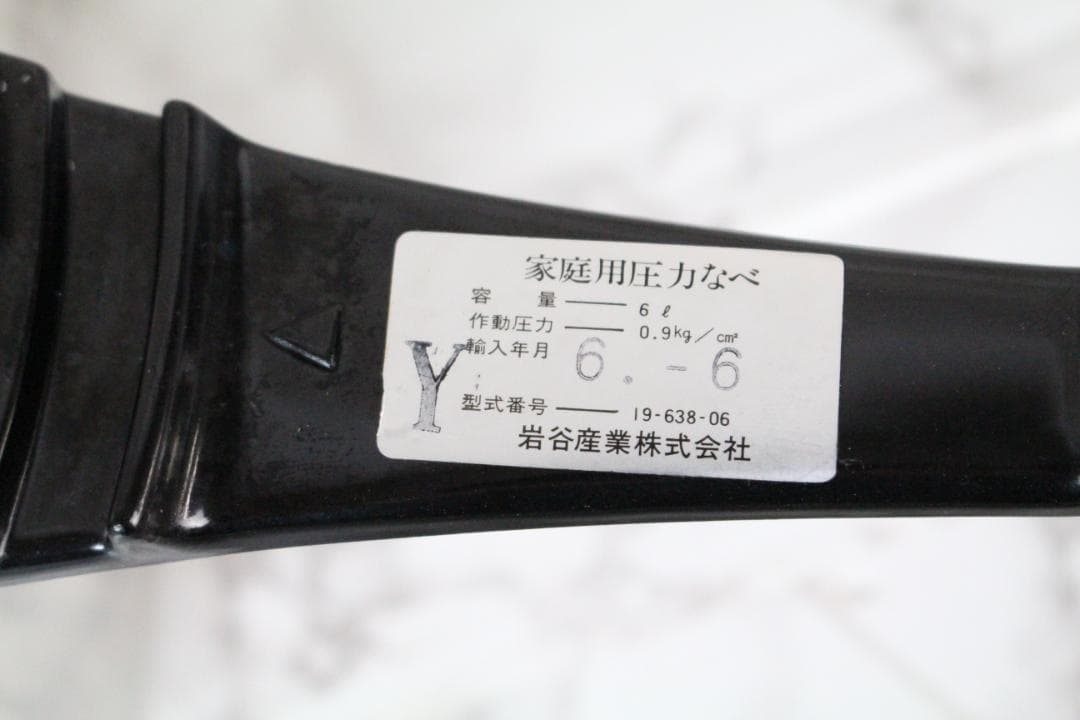 家庭用圧力なべ
容量 —— 6ℓ
作動圧力 —— 0.9kg/cm²
輸入年月 6. - 6
Y
型式番号 —— 19-638-06
岩谷産業株式会社